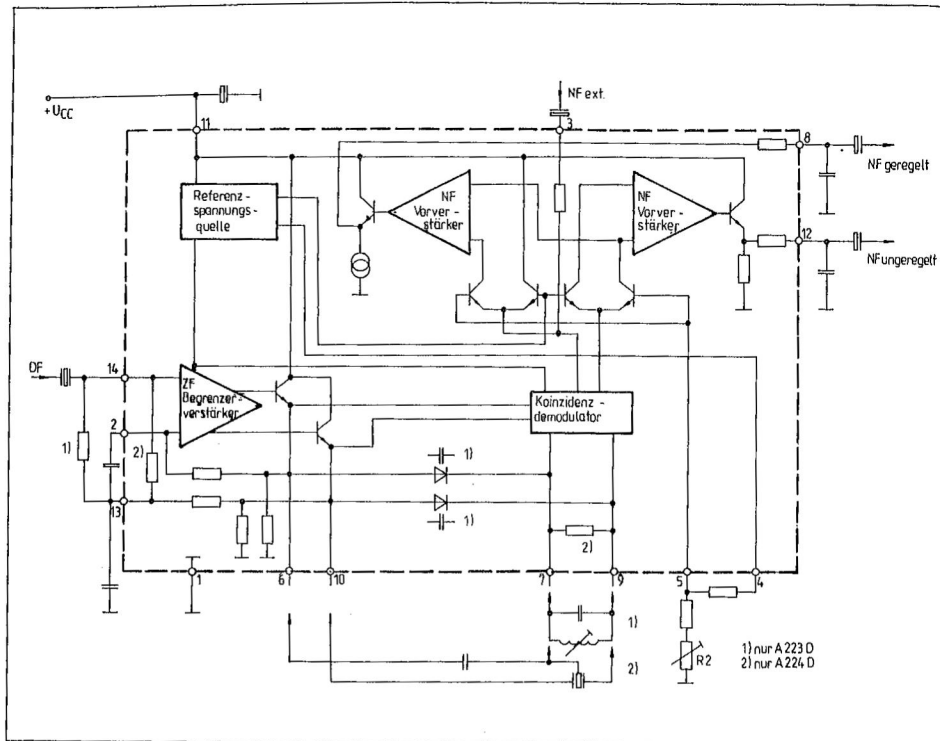 + UCC
11
NF ext.
3
8
NF geregelt
Referenz-
spannungs-
quelle
NF
Vorver-
stärker
NF
Vorver-
stärker
12
NF ungeregelt
DF
14
ZF
Begrenzer-
verstärker
Koinzidenz-
demodulator
2
1)
2)
1)
13
1)
2)
1
6
10
7
9
5
4
1)
2)
R2
1) nur A 223 D
2) nur A 224 D